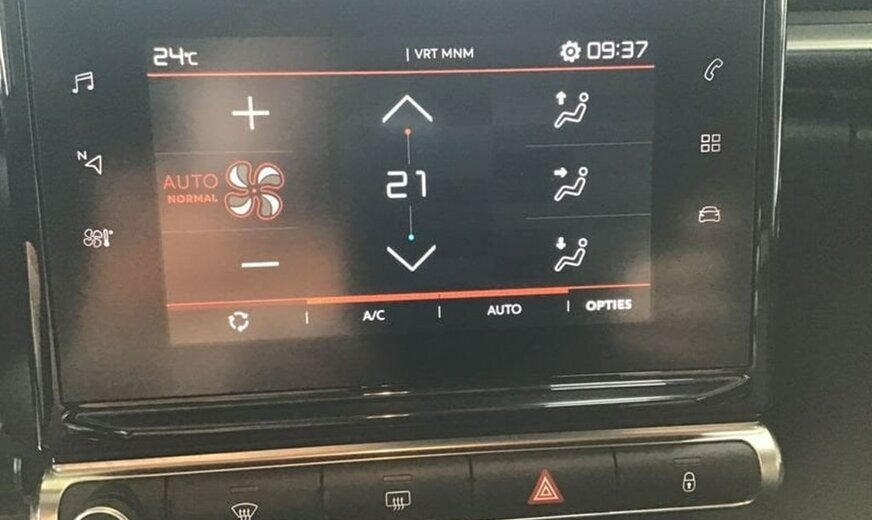 24°C
| VRT MNM
09:37
N
AUTO
NORMAL
21
A/C | AUTO | OPTIES